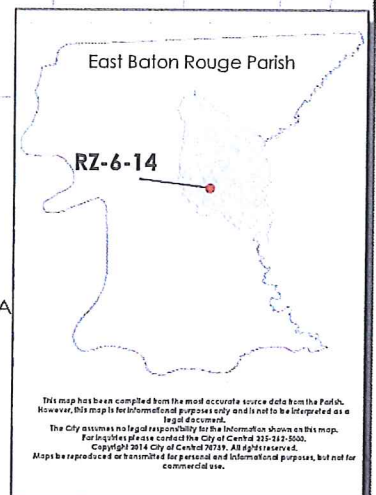 East Baton Rouge Parish
RZ-6-14
A
This map has been compiled from the most accurate source data from the Parish.
However, this map is for informational purposes only and is not to be interpreted as a
legal document.
The City assumes no legal responsibility for the information shown on this map.
For inquiries please contact the City of Central 225-262-5000.
Copyright 2014 City of Central 70739. All rights reserved.
Maps be reproduced or transmitted for personal and informational purposes, but not for
commercial use.